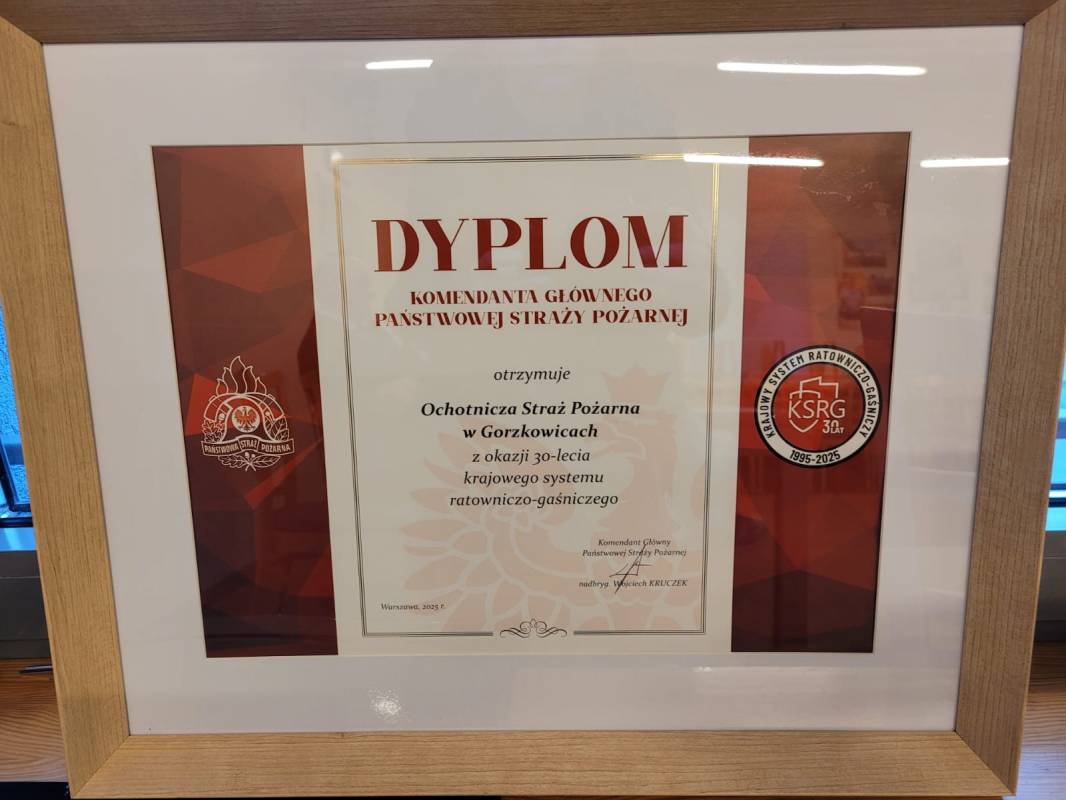 DYPLOM
KOMENDANTA GŁÓWNEGO
PAŃSTWOWEJ STRAŻY POŻARNEJ
otrzymuje
Ochotnicza Straż Pożarna
w Gorzkowicach
z okazji 30-lecia
krajowego systemu
ratowniczo-gaśniczego
Komendant Główny
Państwowej Straży Pożarnej
nadbryg. Wojciech KRUCZEK
Warszawa, 2025 r.
PAŃSTWOWA STRAŻ POŻARNA
KRAJOWY SYSTEM RATOWNICZO-GAŚNICZY
KSRG
30 LAT
1995-2025